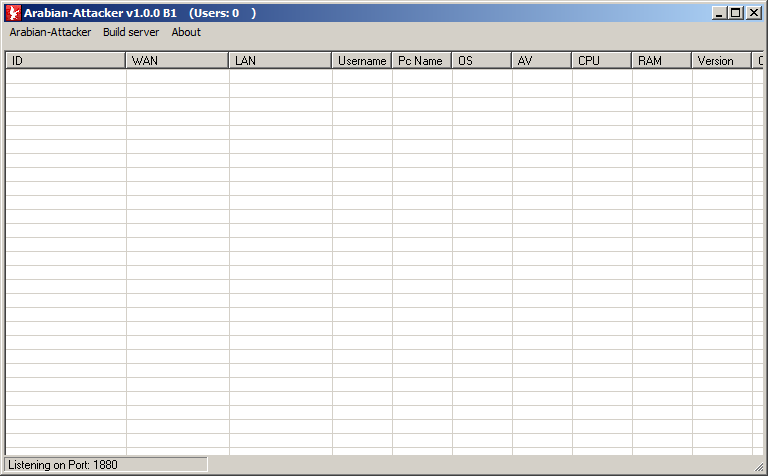 Arabian-Attacker v1.0.0 B1 (Users: 0 )
Arabian-Attacker Build server About
ID WAN LAN Username Pc Name OS AV CPU RAM Version
Listening on Port: 1880